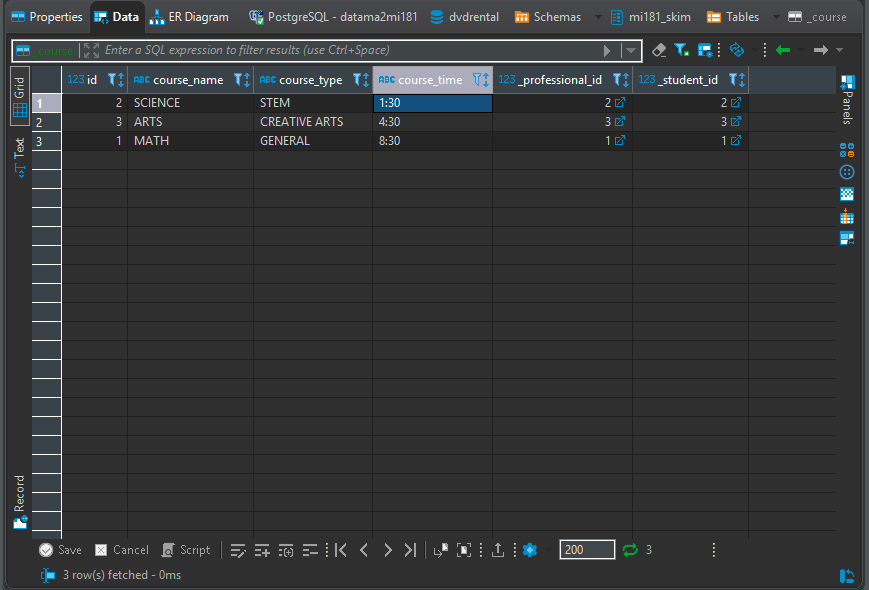 Properties Data ER Diagram PostgreSQL - datama2mi181 dvdrental Schemas mi181_skim Tables _course
_course Enter a SQL expression to filter results (use Ctrl+Space)
Grid
Text
Record
Panels
123 id ABC course_name ABC course_type ABC course_time 123 _professional_id 123 _student_id
1 2 SCIENCE STEM 1:30 2 2
2 3 ARTS CREATIVE ARTS 4:30 3 3
3 1 MATH GENERAL 8:30 1 1
Save Cancel Script 200 3
3 row(s) fetched - 0ms